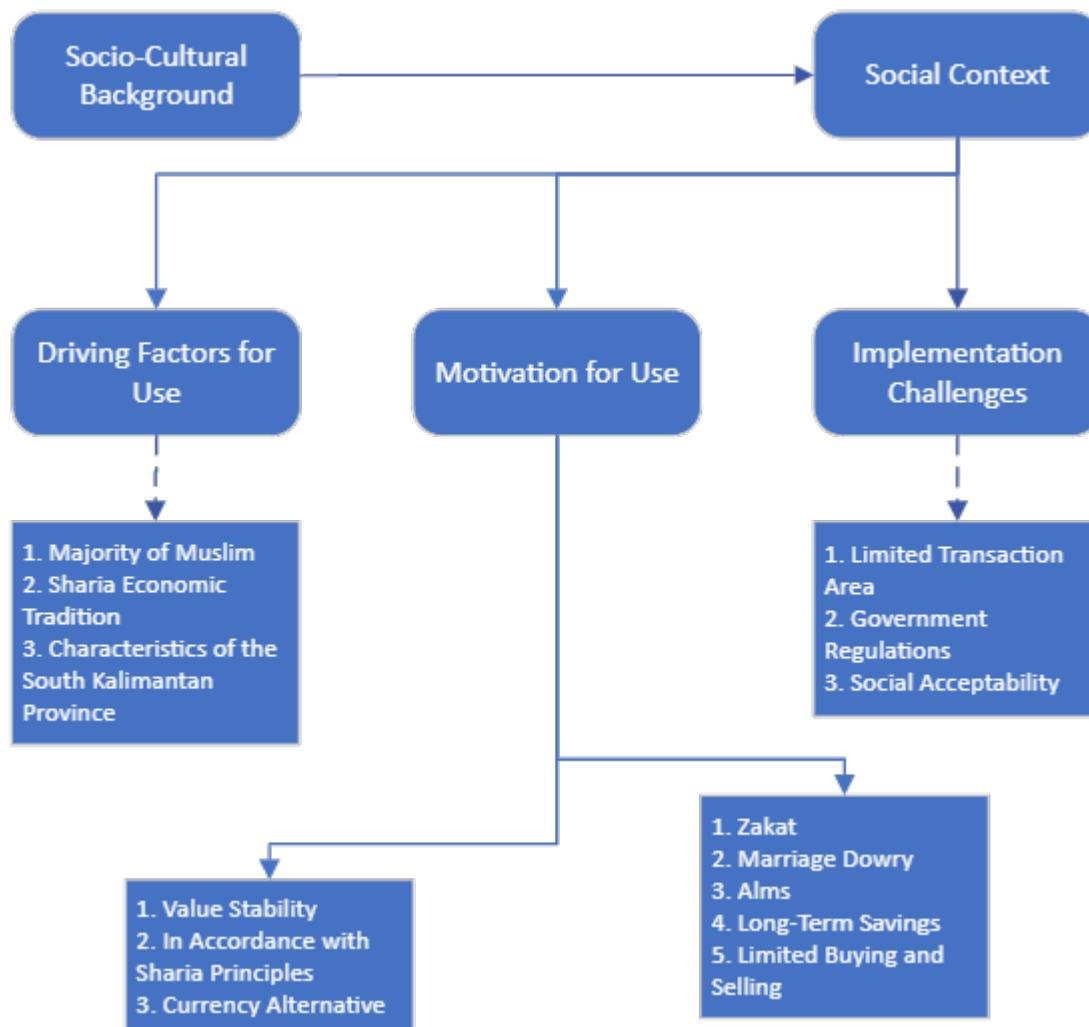 Socio-Cultural
Background
Social Context
Driving Factors for
Use
Motivation for Use
Implementation
Challenges
1. Majority of Muslim
2. Sharia Economic
Tradition
3. Characteristics of the
South Kalimantan
Province
1. Limited Transaction
Area
2. Government
Regulations
3. Social Acceptability
1. Value Stability
2. In Accordance with
Sharia Principles
3. Currency Alternative
1. Zakat
2. Marriage Dowry
3. Alms
4. Long-Term Savings
5. Limited Buying and
Selling